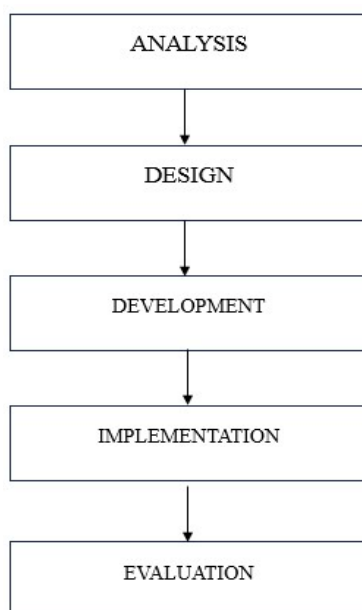 ANALYSIS
DESIGN
DEVELOPMENT
IMPLEMENTATION
EVALUATION